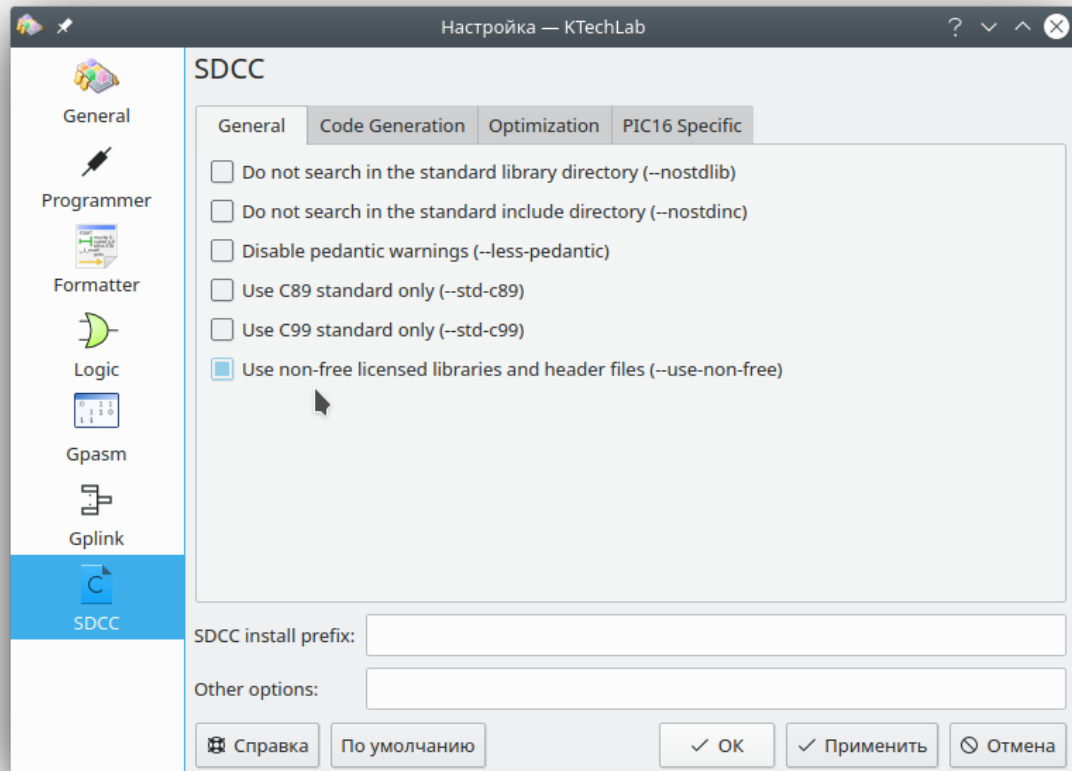 Настройка — KTechLab
General
Programmer
Formatter
Logic
Gpasm
Gplink
SDCC
SDCC
General Code Generation Optimization PIC16 Specific
Do not search in the standard library directory (--nostdlib)
Do not search in the standard include directory (--nostdinc)
Disable pedantic warnings (--less-pedantic)
Use C89 standard only (--std-c89)
Use C99 standard only (--std-c99)
Use non-free licensed libraries and header files (--use-non-free)
SDCC install prefix:
Other options:
Справка По умолчанию ОК Применить Отмена